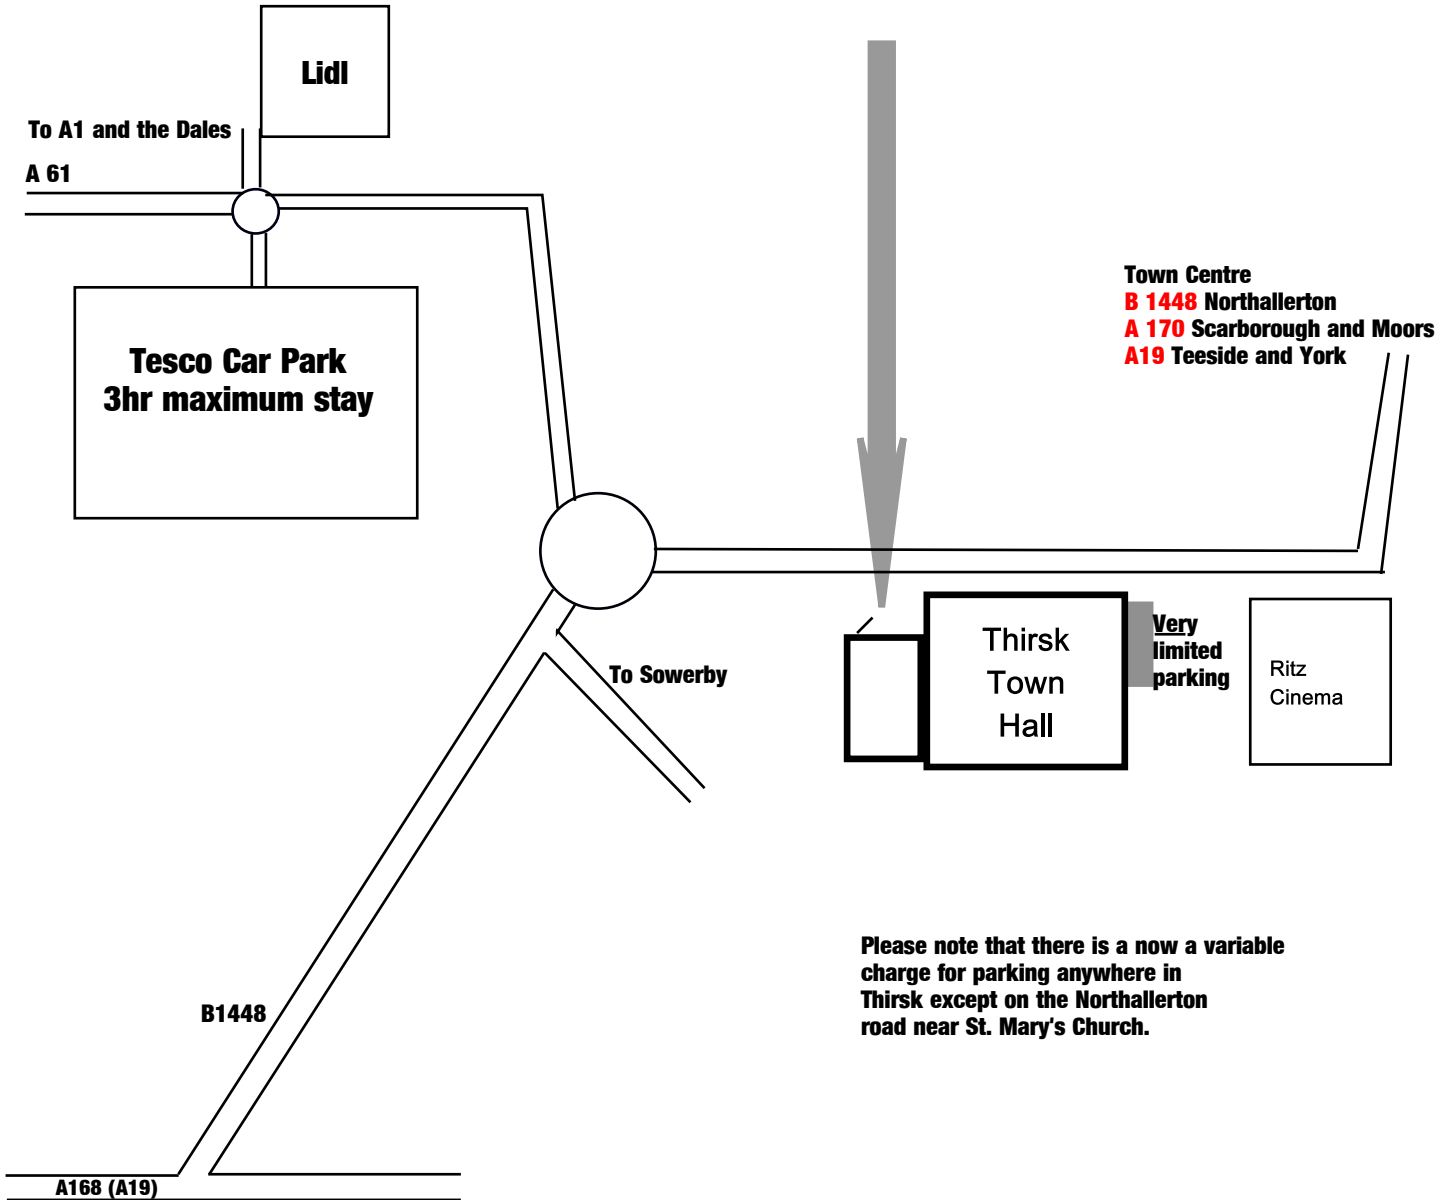 Lidl
To A1 and the Dales
A 61
Tesco Car Park
3hr maximum stay
Town Centre
B 1448 Northallerton
A 170 Scarborough and Moors
A19 Teeside and York
Thirsk
Town
Hall
Very
limited
parking
Ritz
Cinema
To Sowerby
Please note that there is a now a variable
charge for parking anywhere in
Thirsk except on the Northallerton
road near St. Mary's Church.
B1448
A168 (A19)